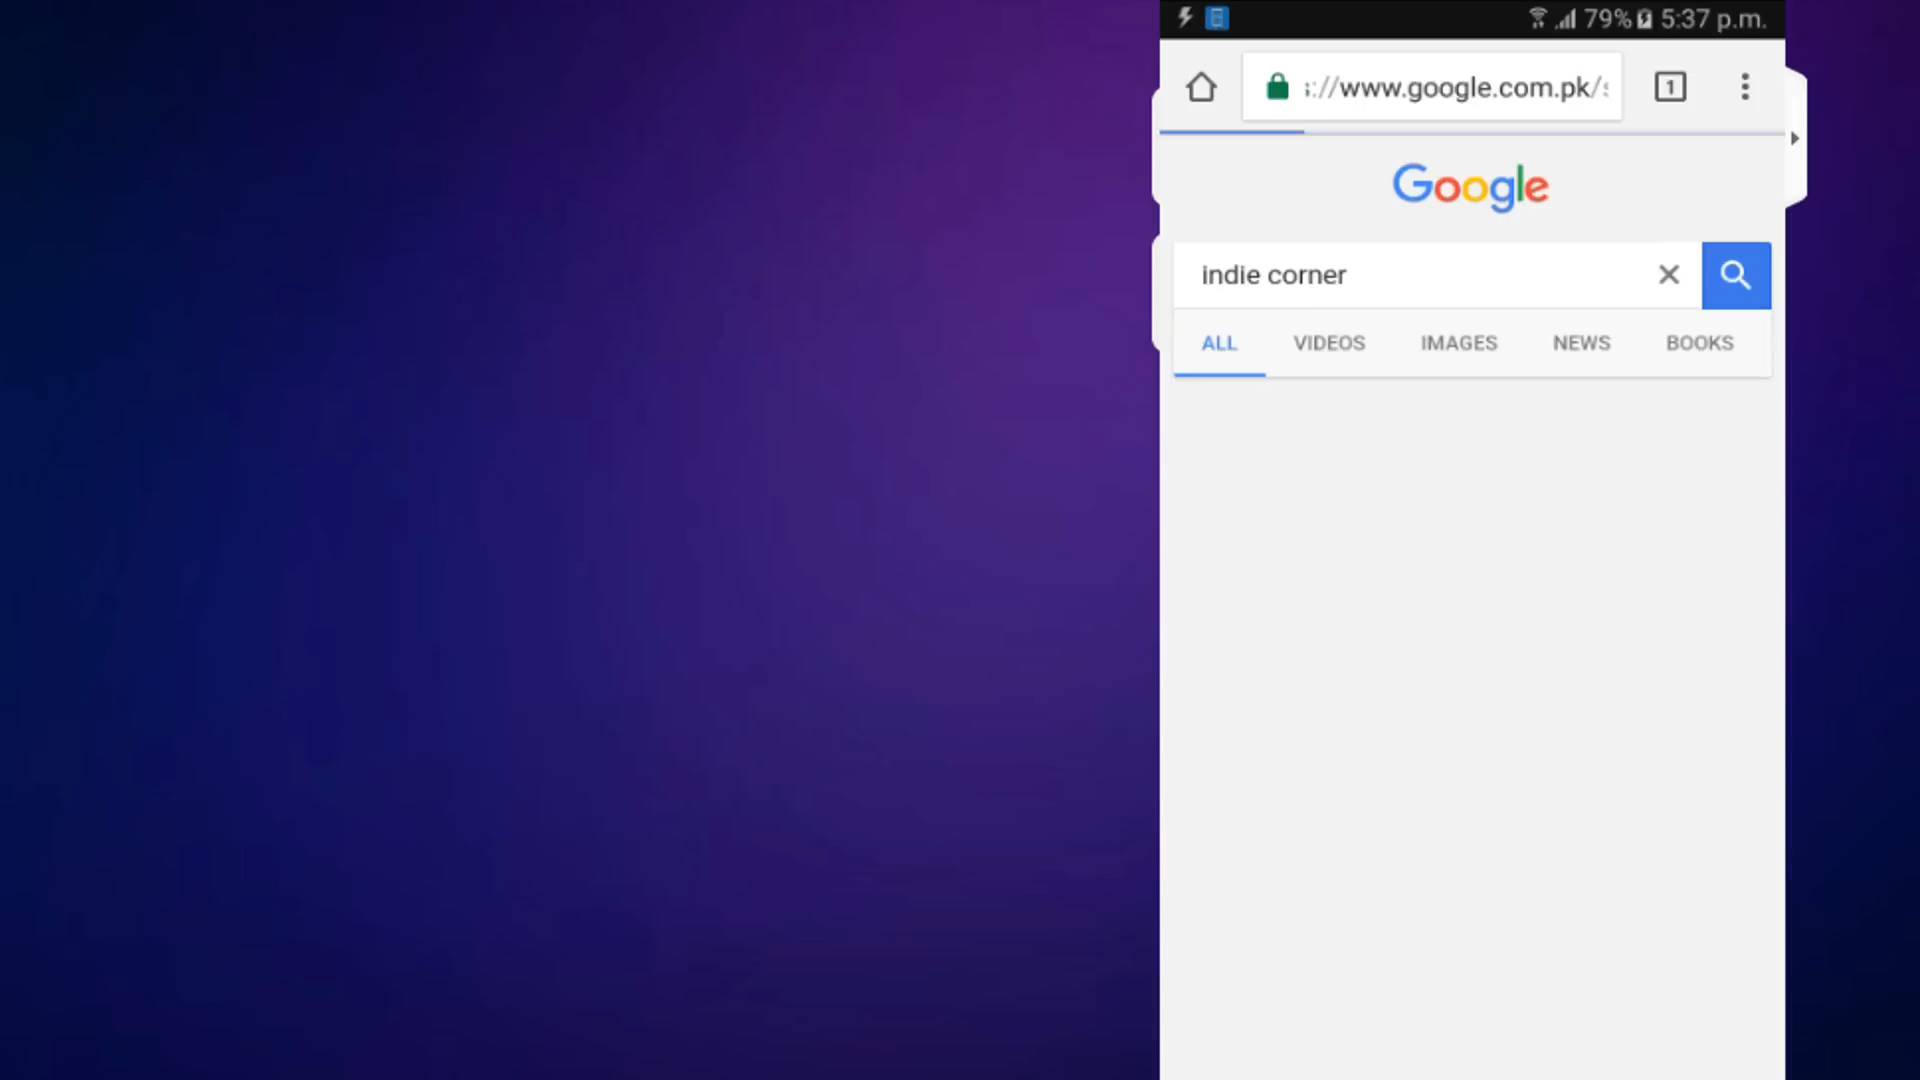 79% 5:37 p.m.
://www.google.com.pk/s
1
Google
indie corner
ALL VIDEOS IMAGES NEWS BOOKS